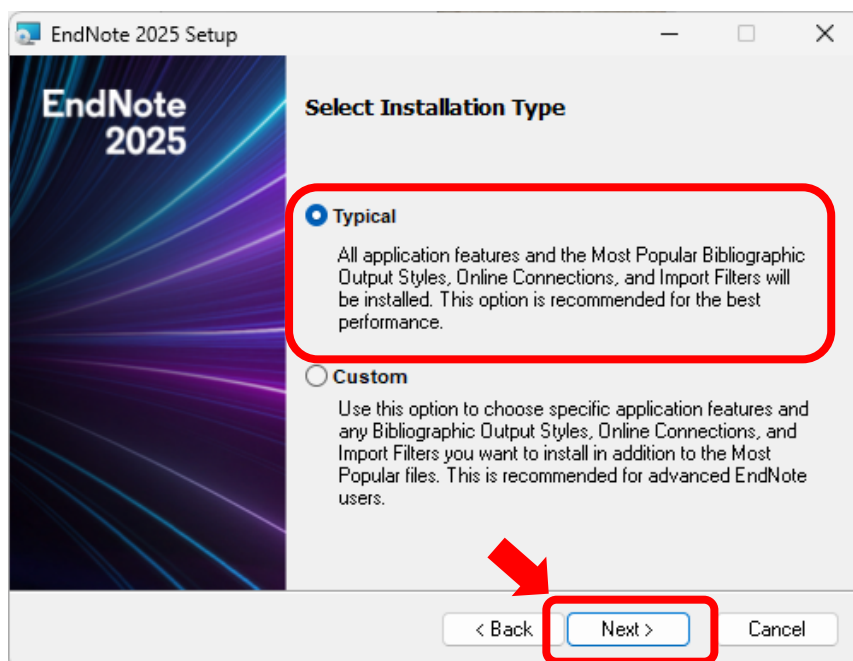 EndNote 2025 Setup
EndNote
2025
Select Installation Type
Typical
All application features and the Most Popular Bibliographic
Output Styles, Online Connections, and Import Filters will
be installed. This option is recommended for the best
performance.
Custom
Use this option to choose specific application features and
any Bibliographic Output Styles, Online Connections, and
Import Filters you want to install in addition to the Most
Popular files. This is recommended for advanced EndNote
users.
< Back
Next >
Cancel